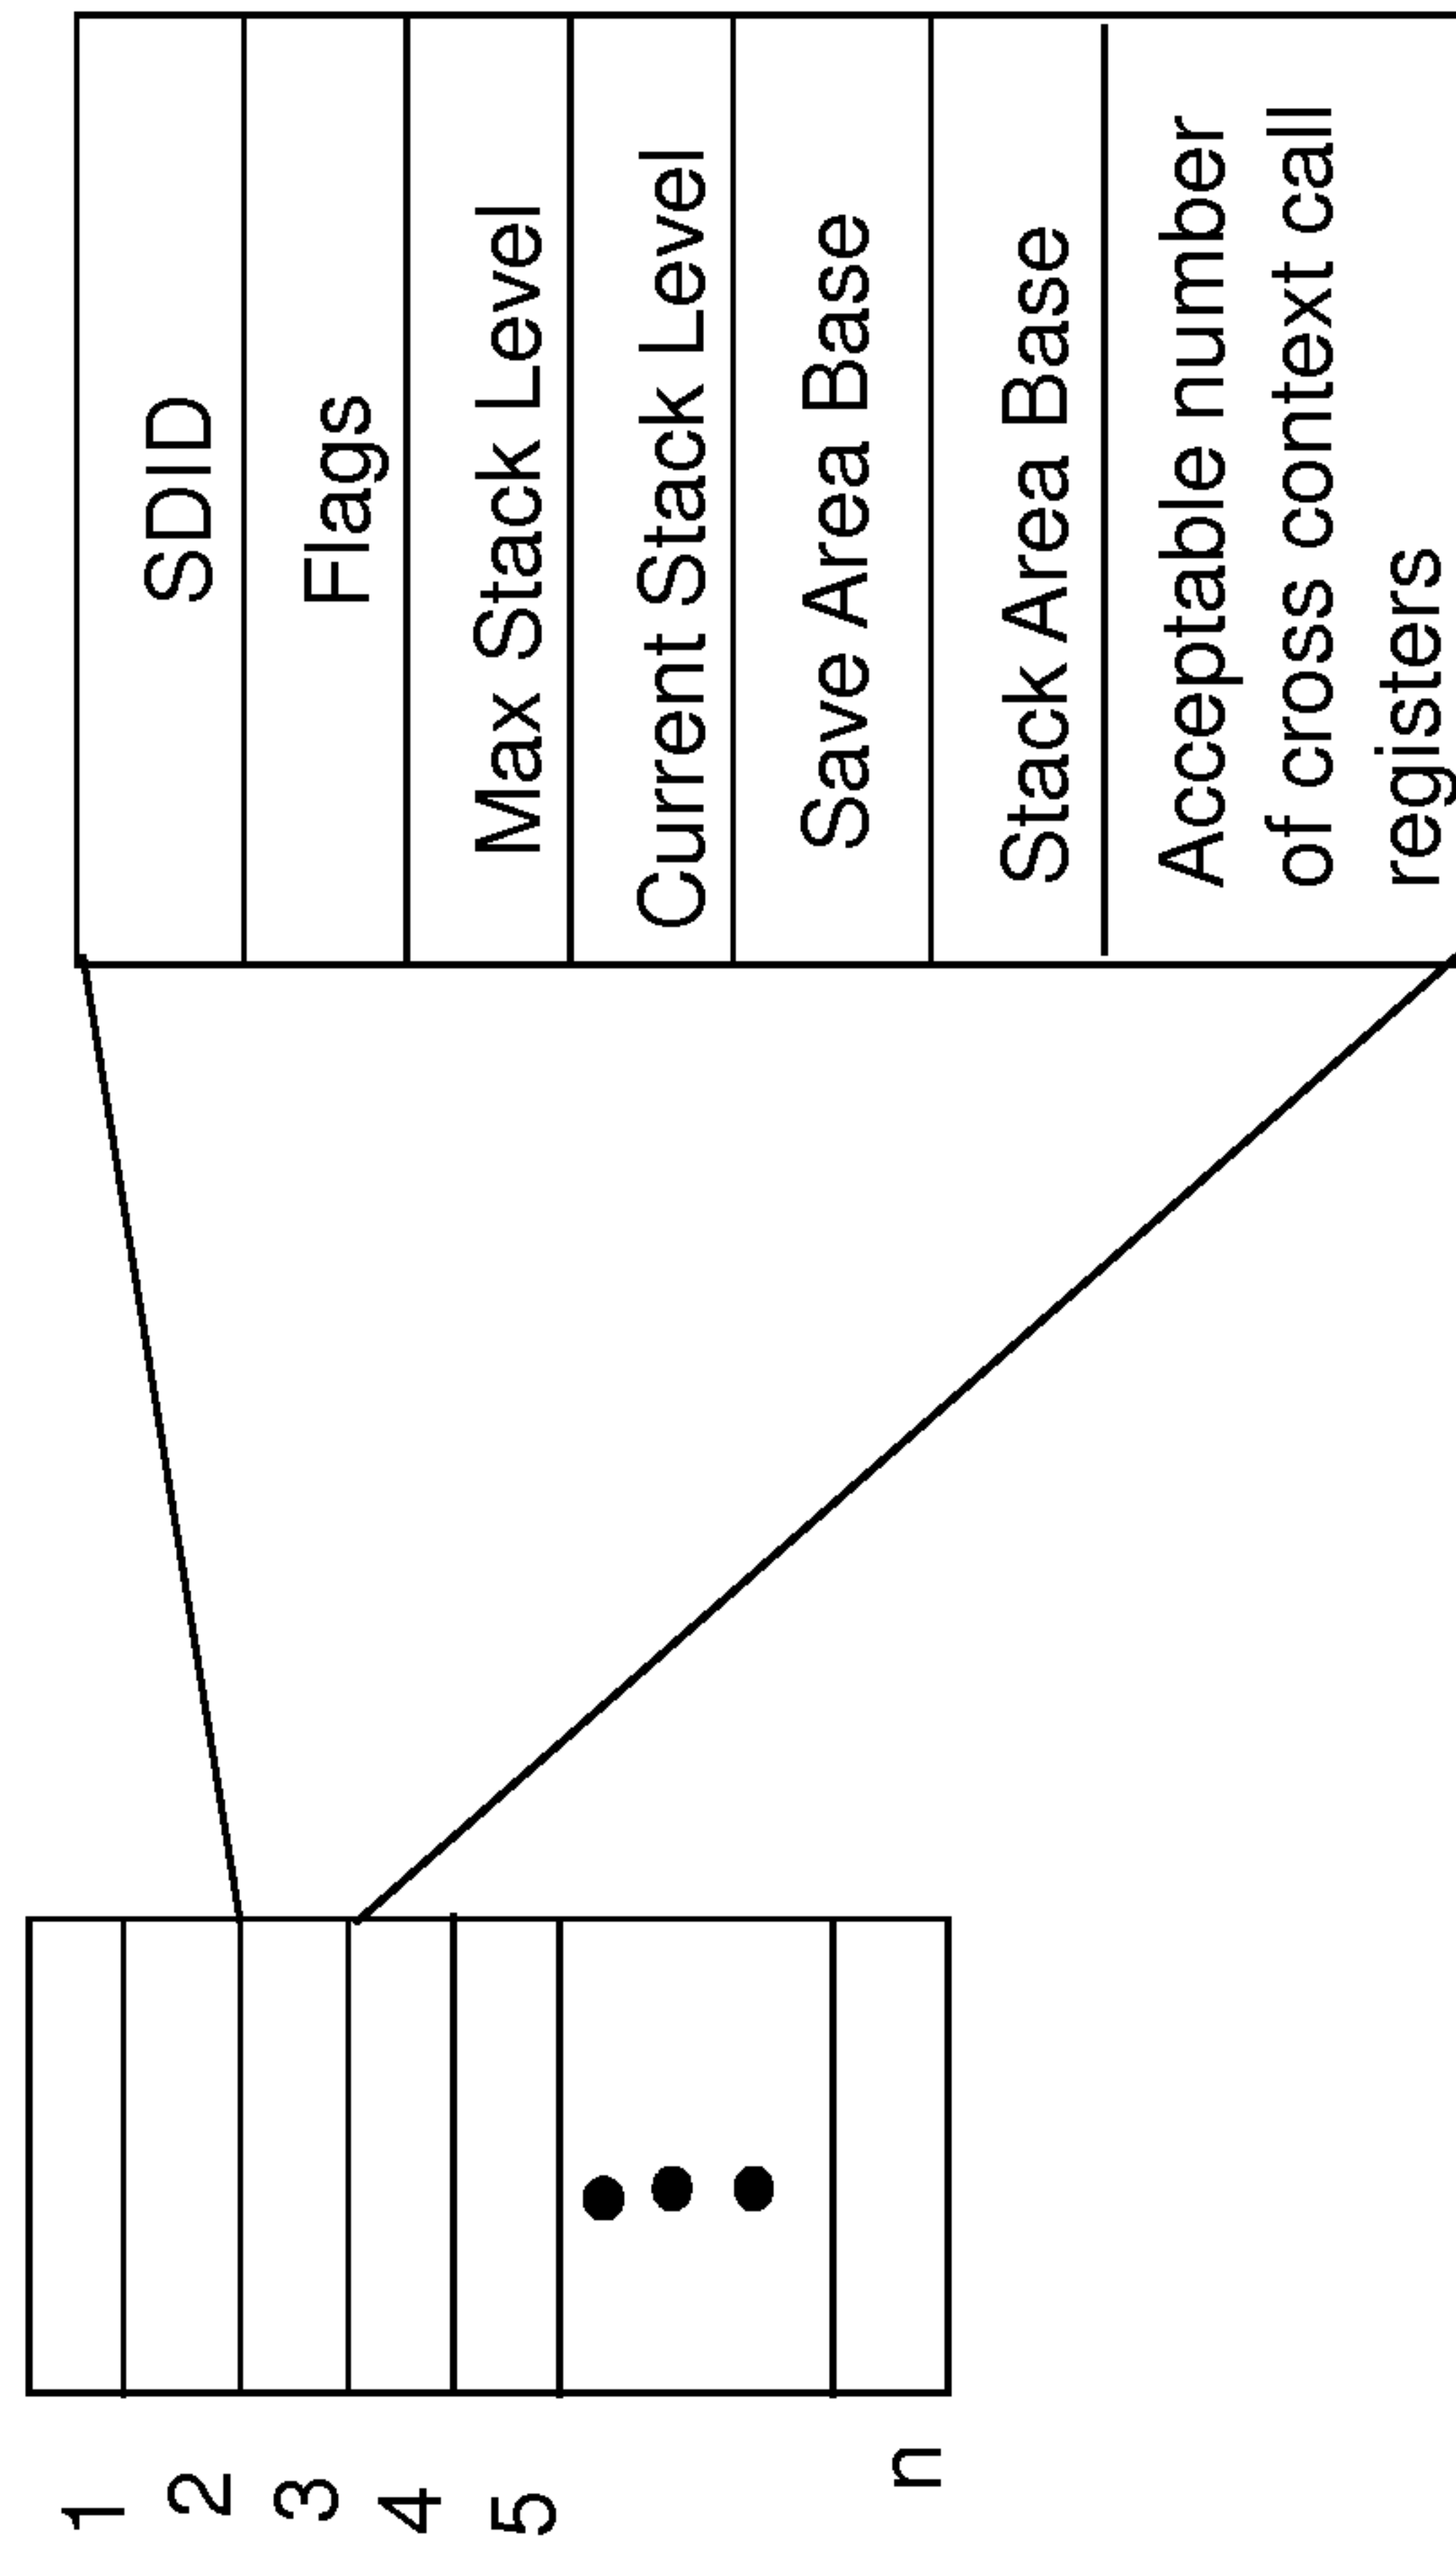 1
2
3
4
5
n
SDID
Flags
Max Stack Level
Current Stack Level
Save Area Base
Stack Area Base
Acceptable number
of cross context call
registers